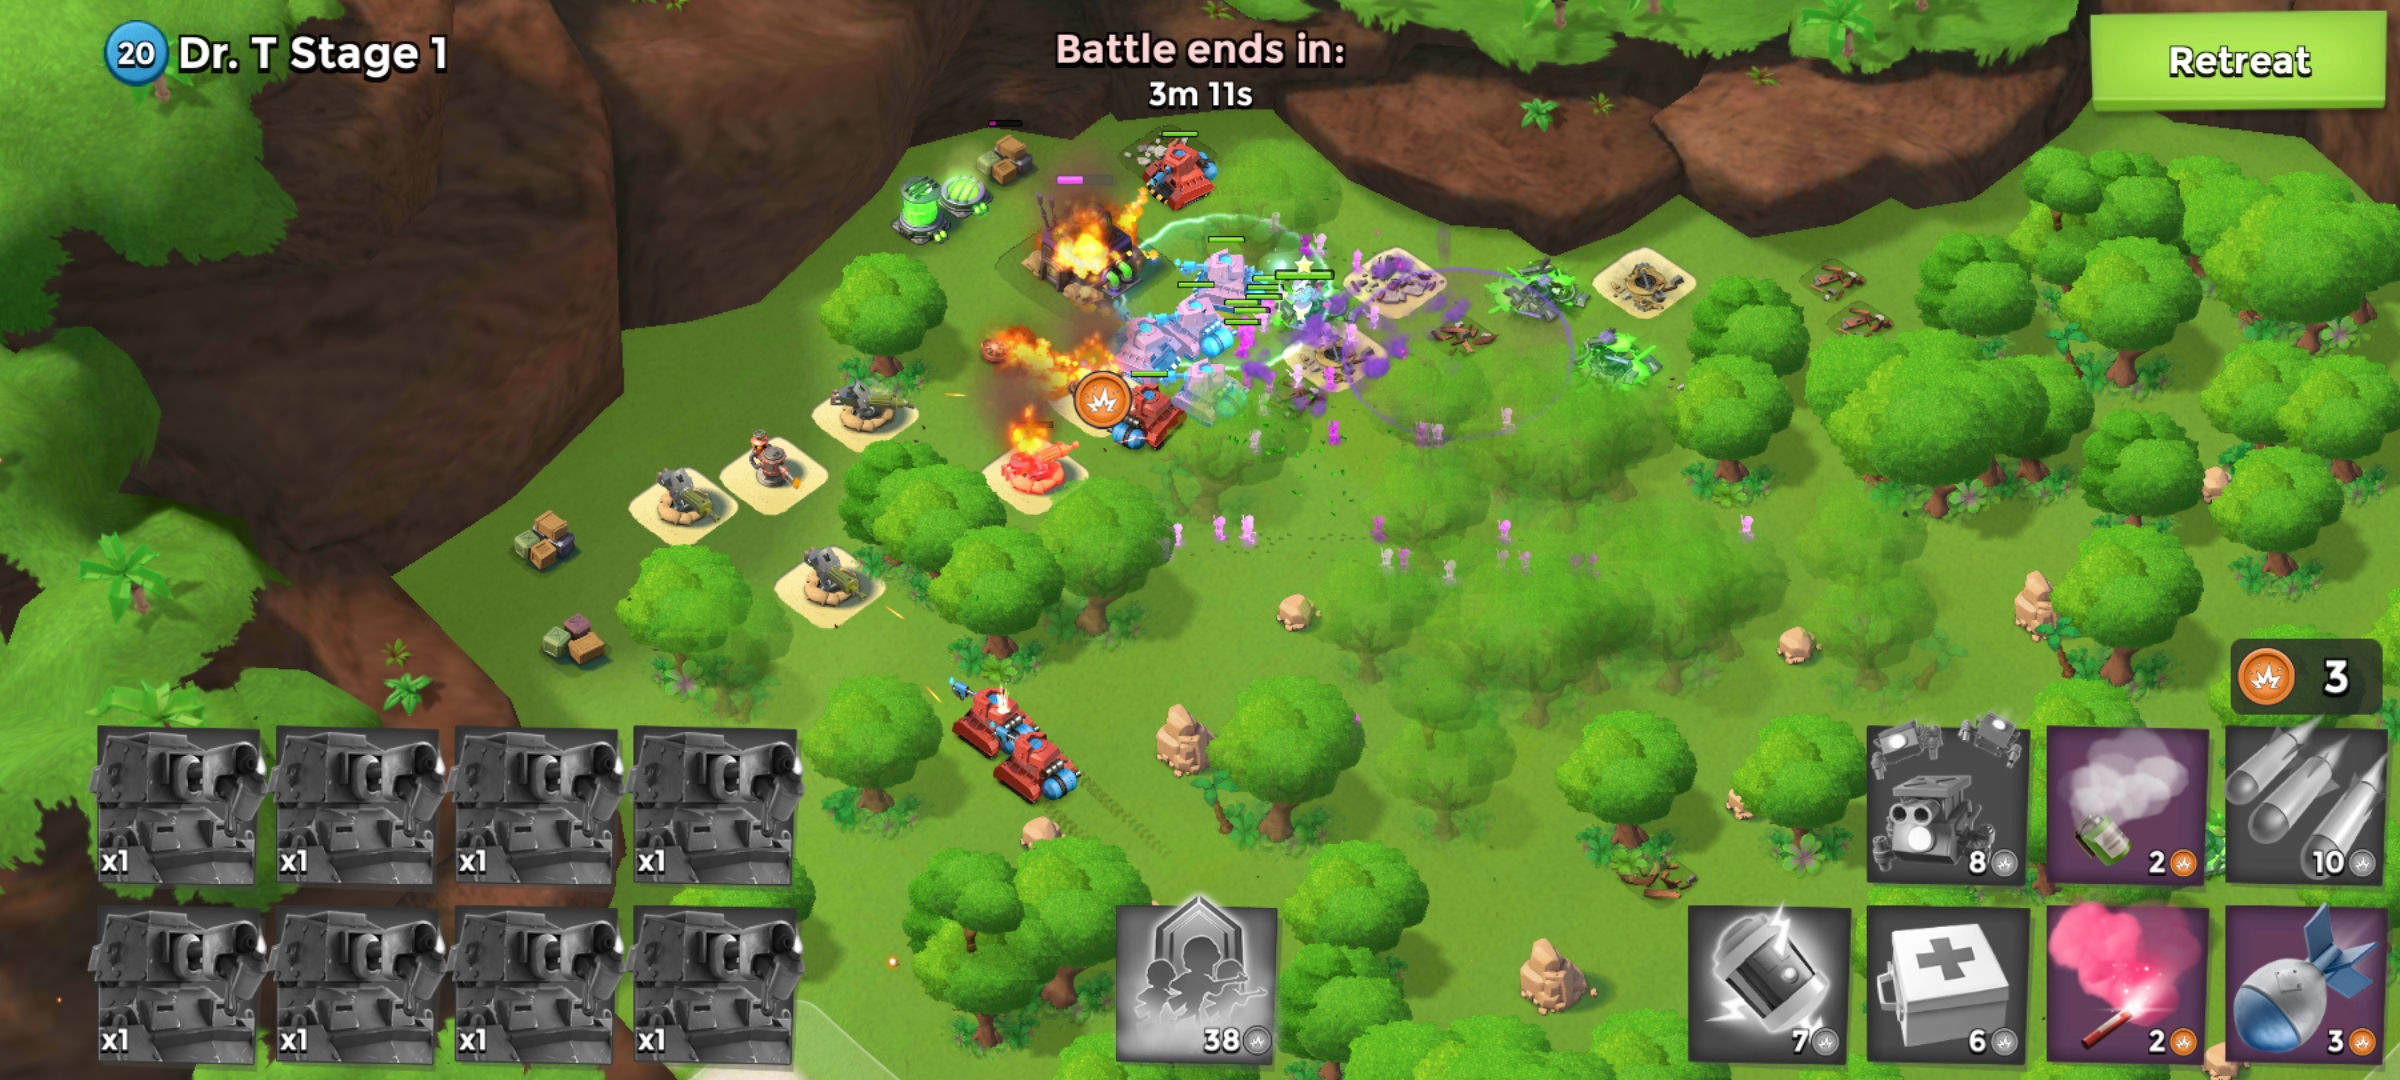 20 Dr. T Stage 1
Battle ends in:
3m 11s
Retreat
3
x1 x1 x1 x1
8 2 10
x1 x1 x1 x1
38
7 6 2 3